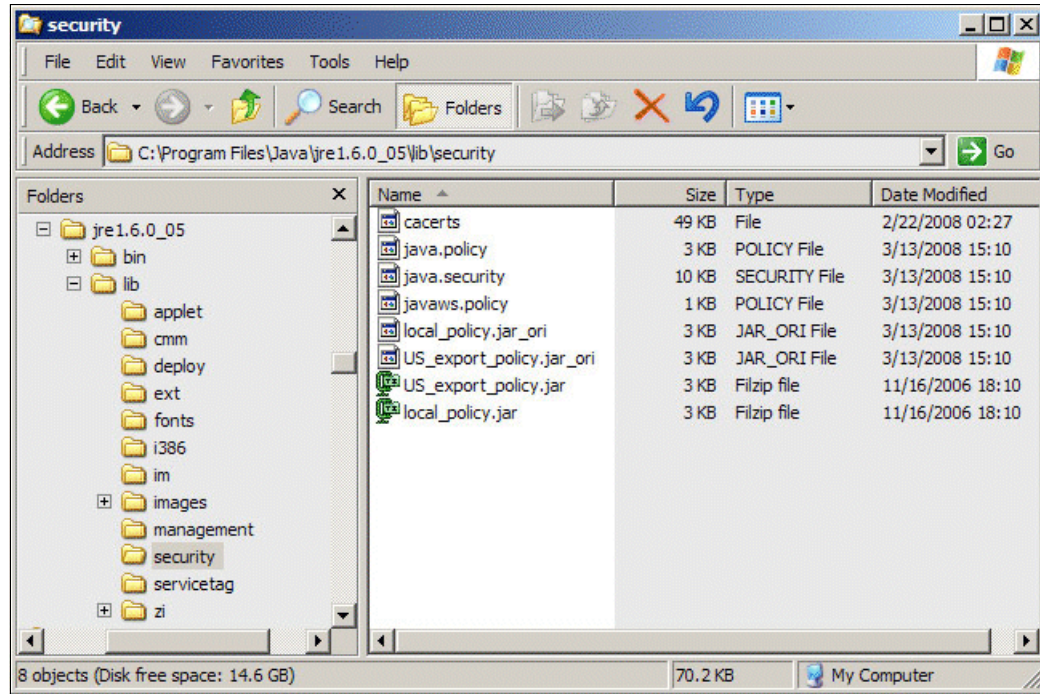 security
File Edit View Favorites Tools Help
Back Search Folders
Address C:\Program Files\Java\jre1.6.0_05\lib\security Go
Folders x
jre1.6.0_05
bin
lib
applet
cmm
deploy
ext
fonts
i386
im
images
management
security
servicetag
zi
Name Size Type Date Modified
cacerts 49 KB File 2/22/2008 02:27
java.policy 3 KB POLICY File 3/13/2008 15:10
java.security 10 KB SECURITY File 3/13/2008 15:10
javaws.policy 1 KB POLICY File 3/13/2008 15:10
local_policy.jar_ori 3 KB JAR_ORI File 3/13/2008 15:10
US_export_policy.jar_ori 3 KB JAR_ORI File 3/13/2008 15:10
US_export_policy.jar 3 KB Filzip file 11/16/2006 18:10
local_policy.jar 3 KB Filzip file 11/16/2006 18:10
8 objects (Disk free space: 14.6 GB) 70.2 KB My Computer